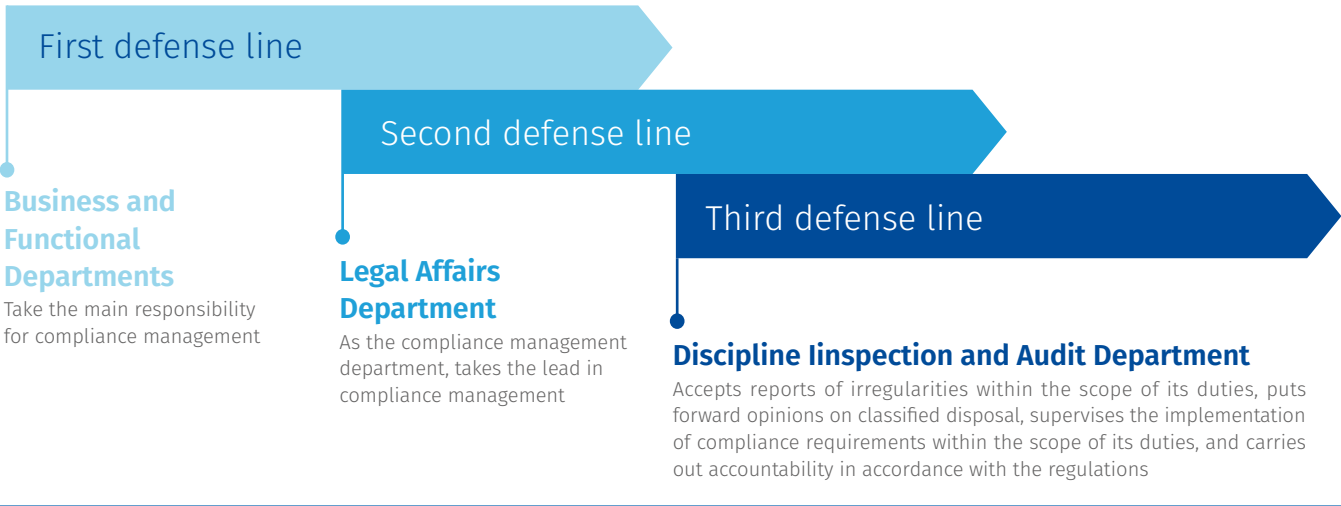 First defense line
Second defense line
Third defense line
Business and
Functional
Departments
Take the main responsibility
for compliance management
Legal Affairs
Department
As the compliance management
department, takes the lead in
compliance management
Discipline Iinspection and Audit Department
Accepts reports of irregularities within the scope of its duties, puts
forward opinions on classified disposal, supervises the implementation
of compliance requirements within the scope of its duties, and carries
out accountability in accordance with the regulations